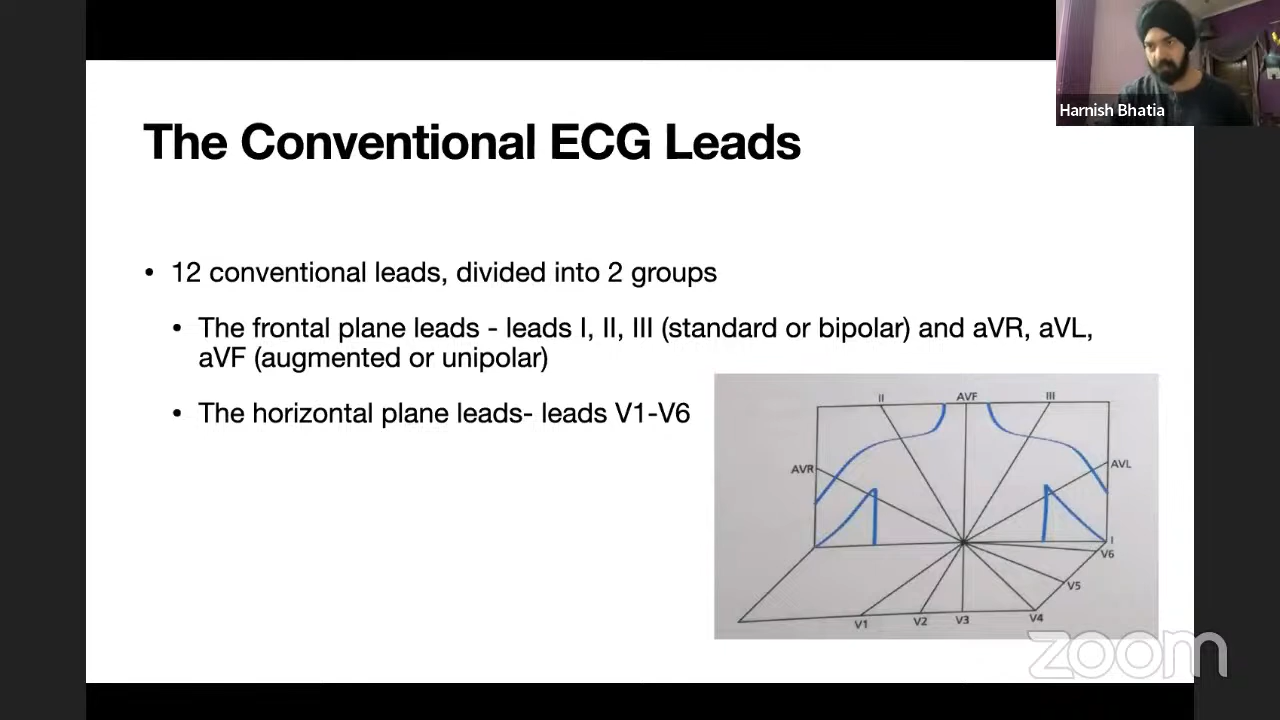 Harnish Bhatia
The Conventional ECG Leads
• 12 conventional leads, divided into 2 groups
• The frontal plane leads - leads I, II, III (standard or bipolar) and aVR, aVL,
aVF (augmented or unipolar)
• The horizontal plane leads- leads V1-V6
II AVF III
AVR AVL
I
V6
V5
V1 V2 V3 V4
zoom